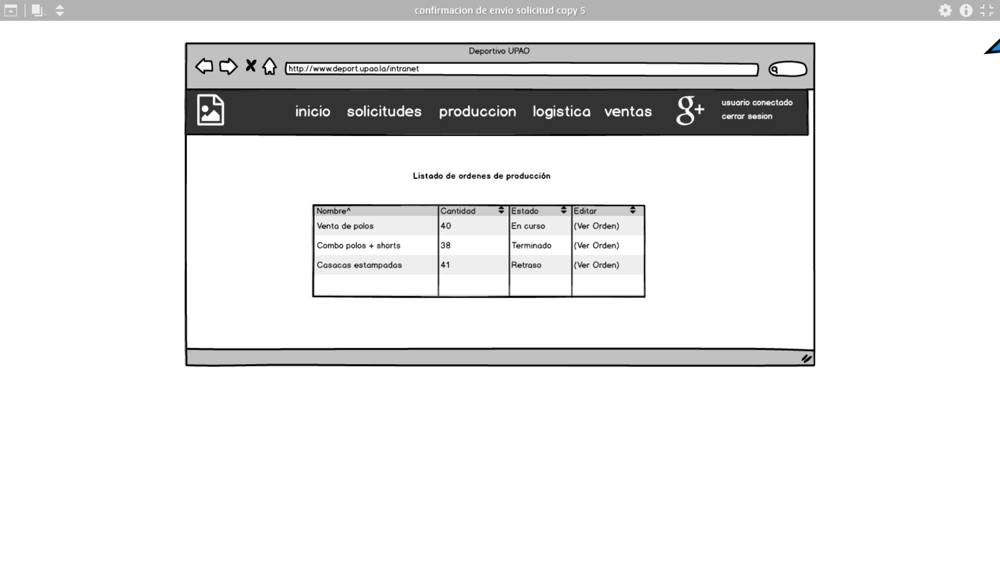 confirmacion de envio solicitud copy 5
Deportivo UPAO
http://www.deport.upao.la/intranet
inicio solicitudes produccion logistica ventas g+ usuario conectado
cerrar sesion
Listado de ordenes de producción
Nombre^ Cantidad Estado Editar
Venta de polos 40 En curso (Ver Orden)
Combo polos + shorts 38 Terminado (Ver Orden)
Casacas estampadas 41 Retraso (Ver Orden)